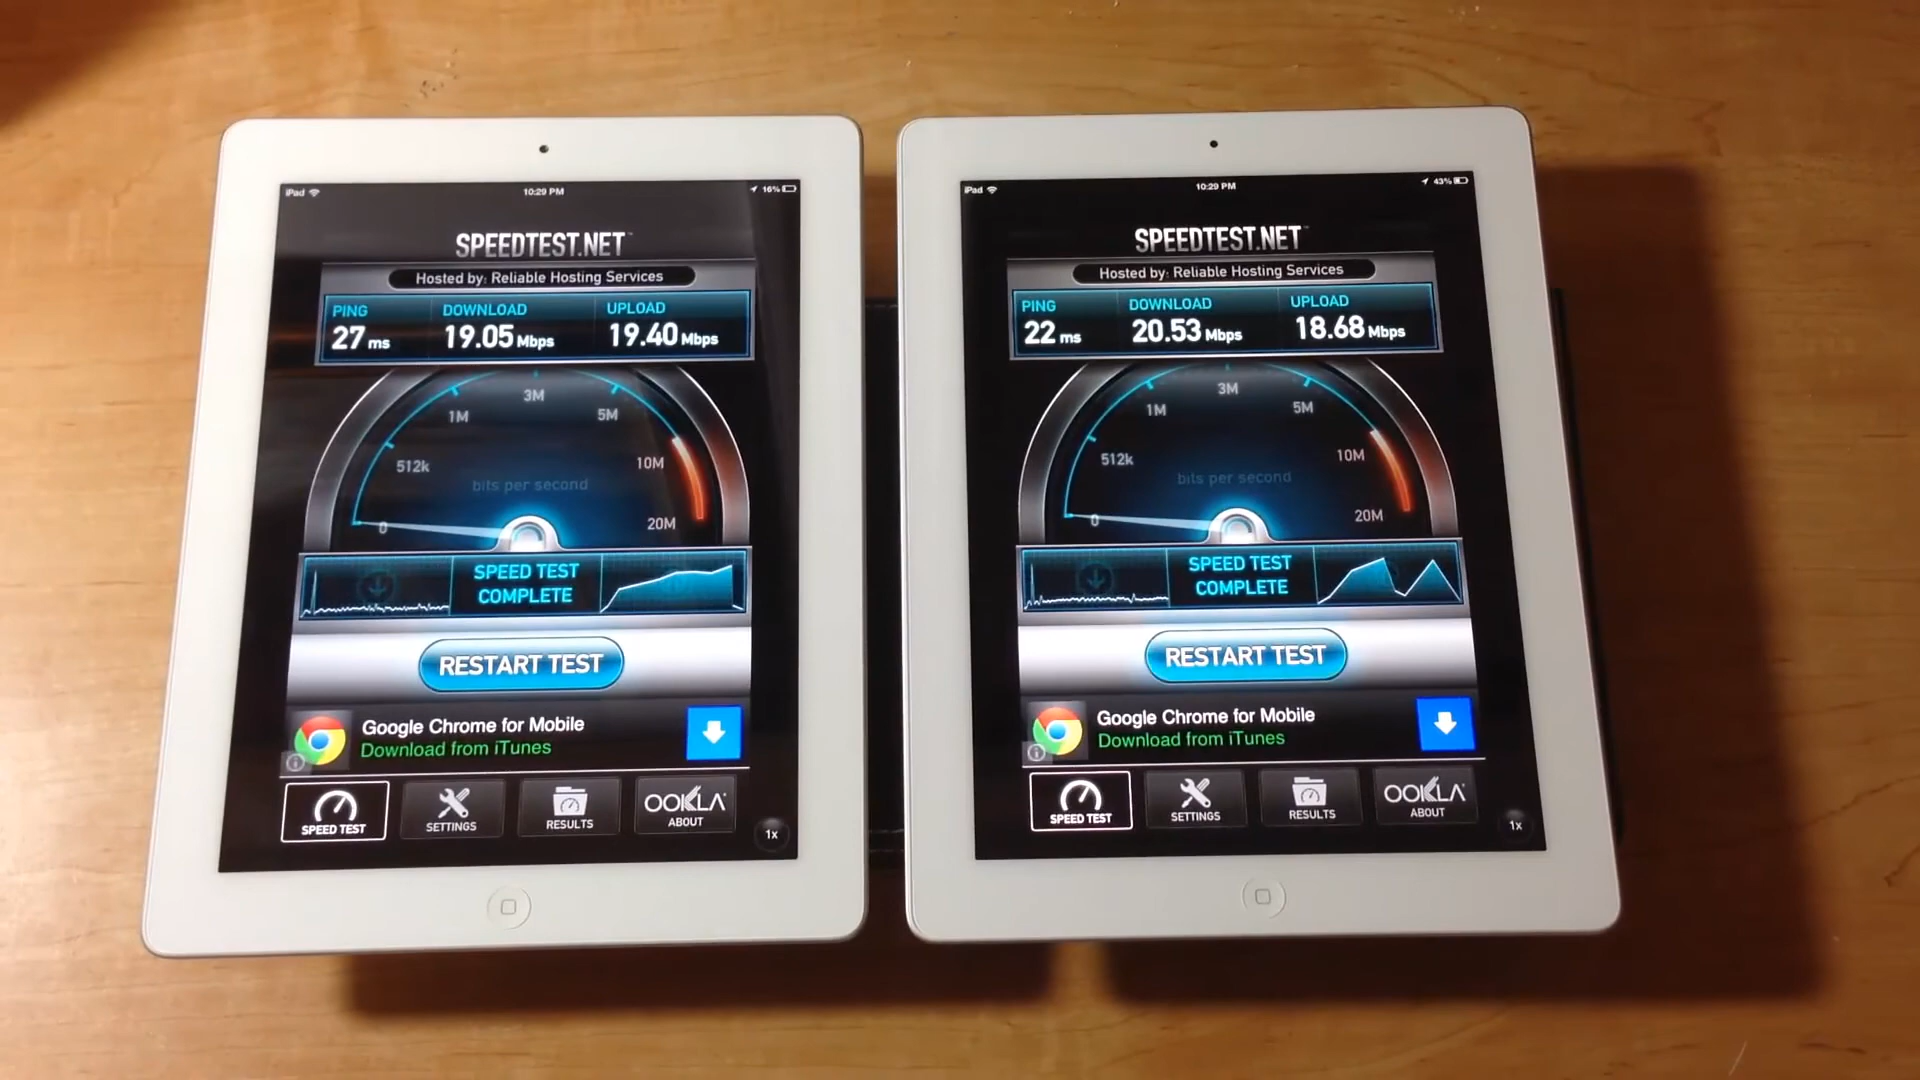 iPad 10:29 PM 16%
SPEEDTEST.NET™
Hosted by: Reliable Hosting Services
PING DOWNLOAD UPLOAD
27 ms 19.05 Mbps 19.40 Mbps
3M
1M 5M
512k 10M
bits per second
0 20M
SPEED TEST
COMPLETE
RESTART TEST
Google Chrome for Mobile
Download from iTunes
SPEED TEST SETTINGS RESULTS OOKLA ABOUT
1x
iPad 10:29 PM 43%
SPEEDTEST.NET™
Hosted by: Reliable Hosting Services
PING DOWNLOAD UPLOAD
22 ms 20.53 Mbps 18.68 Mbps
3M
1M 5M
512k 10M
bits per second
0 20M
SPEED TEST
COMPLETE
RESTART TEST
Google Chrome for Mobile
Download from iTunes
SPEED TEST SETTINGS RESULTS OOKLA ABOUT
1x